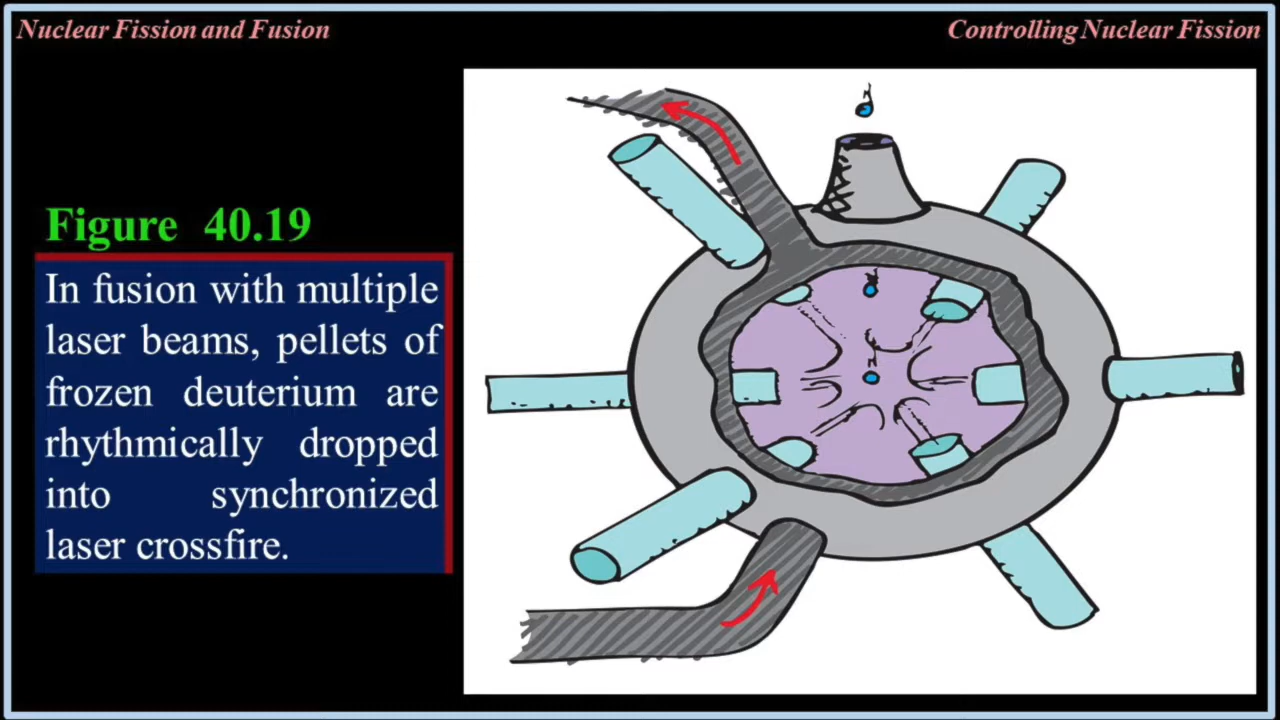 Nuclear Fission and Fusion
Controlling Nuclear Fission
Figure 40.19
In fusion with multiple
laser beams, pellets of
frozen deuterium are
rhythmically dropped
into synchronized
laser crossfire.